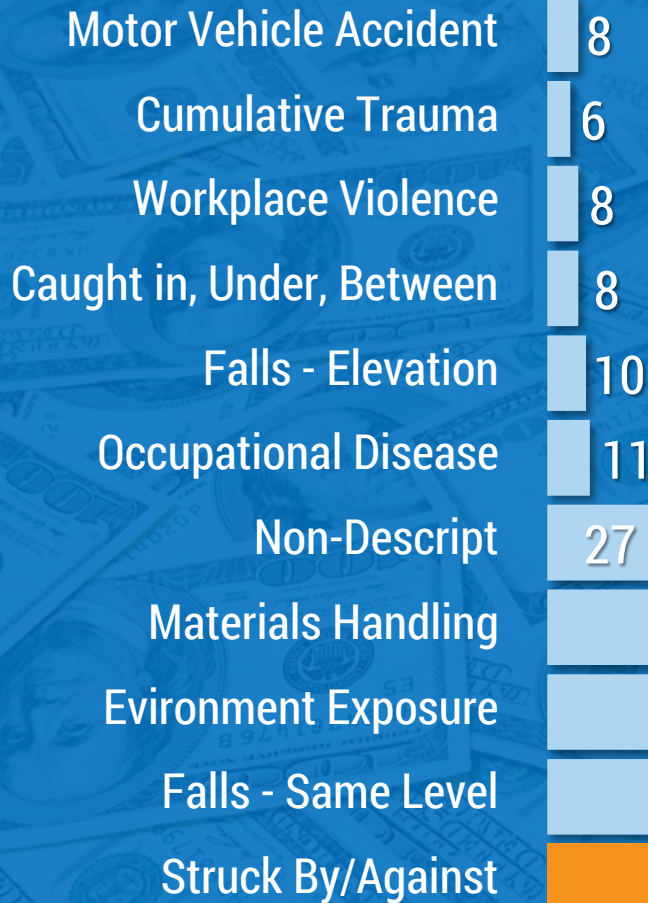 Motor Vehicle Accident 8
Cumulative Trauma 6
Workplace Violence 8
Caught in, Under, Between 8
Falls - Elevation 10
Occupational Disease 11
Non-Descript 27
Materials Handling
Evironment Exposure
Falls - Same Level
Struck By/Against